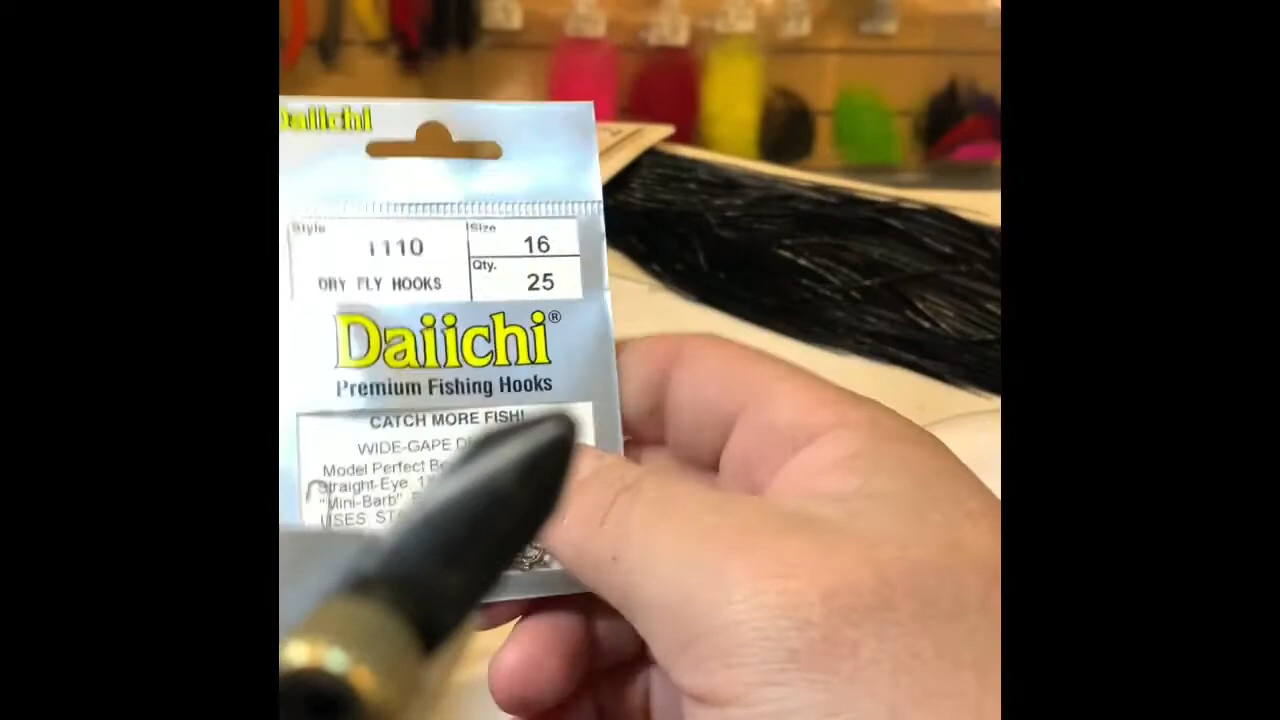 Daiichi
Style
1110
Size
16
DRY FLY HOOKS
Qty.
25
Daiichi®
Premium Fishing Hooks
CATCH MORE FISH!
WIDE-GAPE
Model Perfect
Straight-Eye
"Mini-Barb"
USES